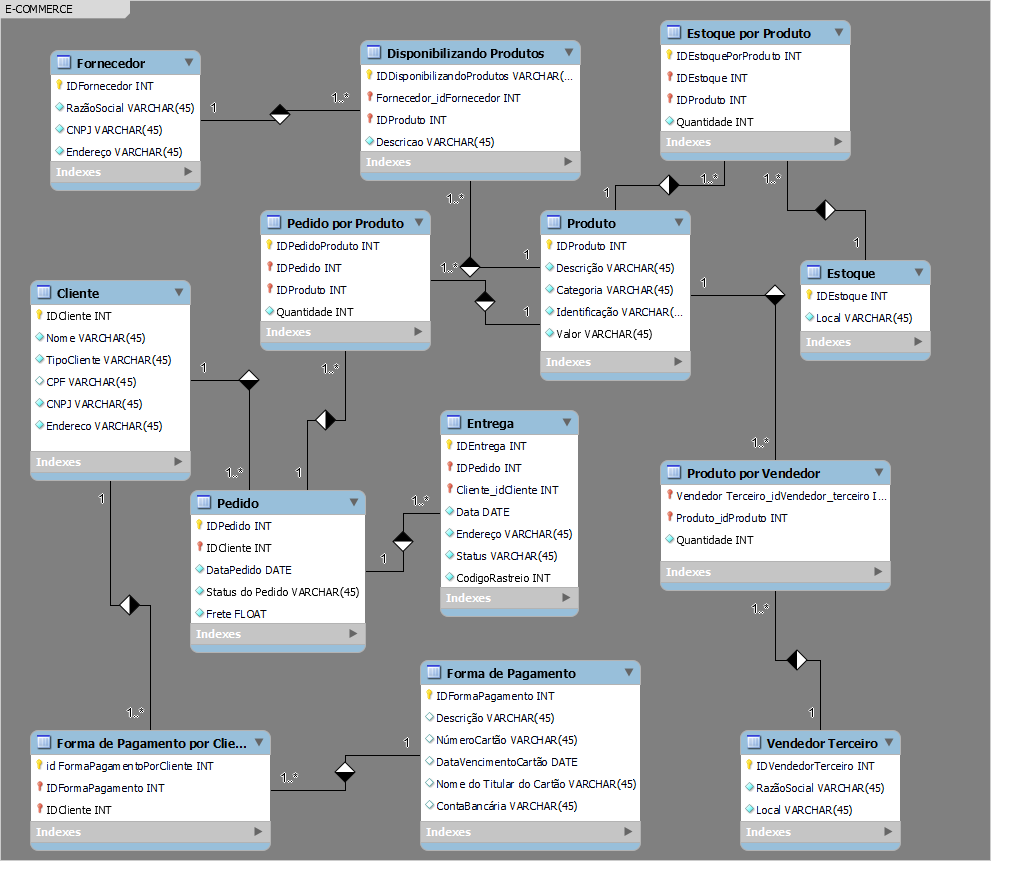 E-COMMERCE
Fornecedor
IDFornecedor INT
RazãoSocial VARCHAR(45)
CNPJ VARCHAR(45)
Endereço VARCHAR(45)
Indexes
1
1..*
Disponibilizando Produtos
IDDisponibilizandoProdutos VARCHAR(...
Fornecedor_idFornecedor INT
IDProduto INT
Descricao VARCHAR(45)
Indexes
1..*
1
Estoque por Produto
IDEstoquePorProduto INT
IDEstoque INT
IDProduto INT
Quantidade INT
Indexes
1..*
1
1..*
1
Pedido por Produto
IDPedidoProduto INT
IDPedido INT
IDProduto INT
Quantidade INT
Indexes
1..*
1
1..*
1
Produto
IDProduto INT
Descrição VARCHAR(45)
Categoria VARCHAR(45)
Identificação VARCHAR(...
Valor VARCHAR(45)
Indexes
1
1..*
Estoque
IDEstoque INT
Local VARCHAR(45)
Indexes
Cliente
IDCliente INT
Nome VARCHAR(45)
TipoCliente VARCHAR(45)
CPF VARCHAR(45)
CNPJ VARCHAR(45)
Endereco VARCHAR(45)
Indexes
1
1..*
1
1..*
Pedido
IDPedido INT
IDCliente INT
DataPedido DATE
Status do Pedido VARCHAR(45)
Frete FLOAT
Indexes
1
1..*
Entrega
IDEntrega INT
IDPedido INT
Cliente_idCliente INT
Data DATE
Endereço VARCHAR(45)
Status VARCHAR(45)
CodigoRastreio INT
Indexes
Produto por Vendedor
Vendedor Terceiro_idVendedor_terceiro I...
Produto_idProduto INT
Quantidade INT
Indexes
1..*
1
Forma de Pagamento por Clie...
id FormaPagamentoPorCliente INT
IDFormaPagamento INT
IDCliente INT
Indexes
1..*
1
Forma de Pagamento
IDFormaPagamento INT
Descrição VARCHAR(45)
NúmeroCartão VARCHAR(45)
DataVencimentoCartão DATE
Nome do Titular do Cartão VARCHAR(45)
ContaBancária VARCHAR(45)
Indexes
Vendedor Terceiro
IDVendedorTerceiro INT
RazãoSocial VARCHAR(45)
Local VARCHAR(45)
Indexes